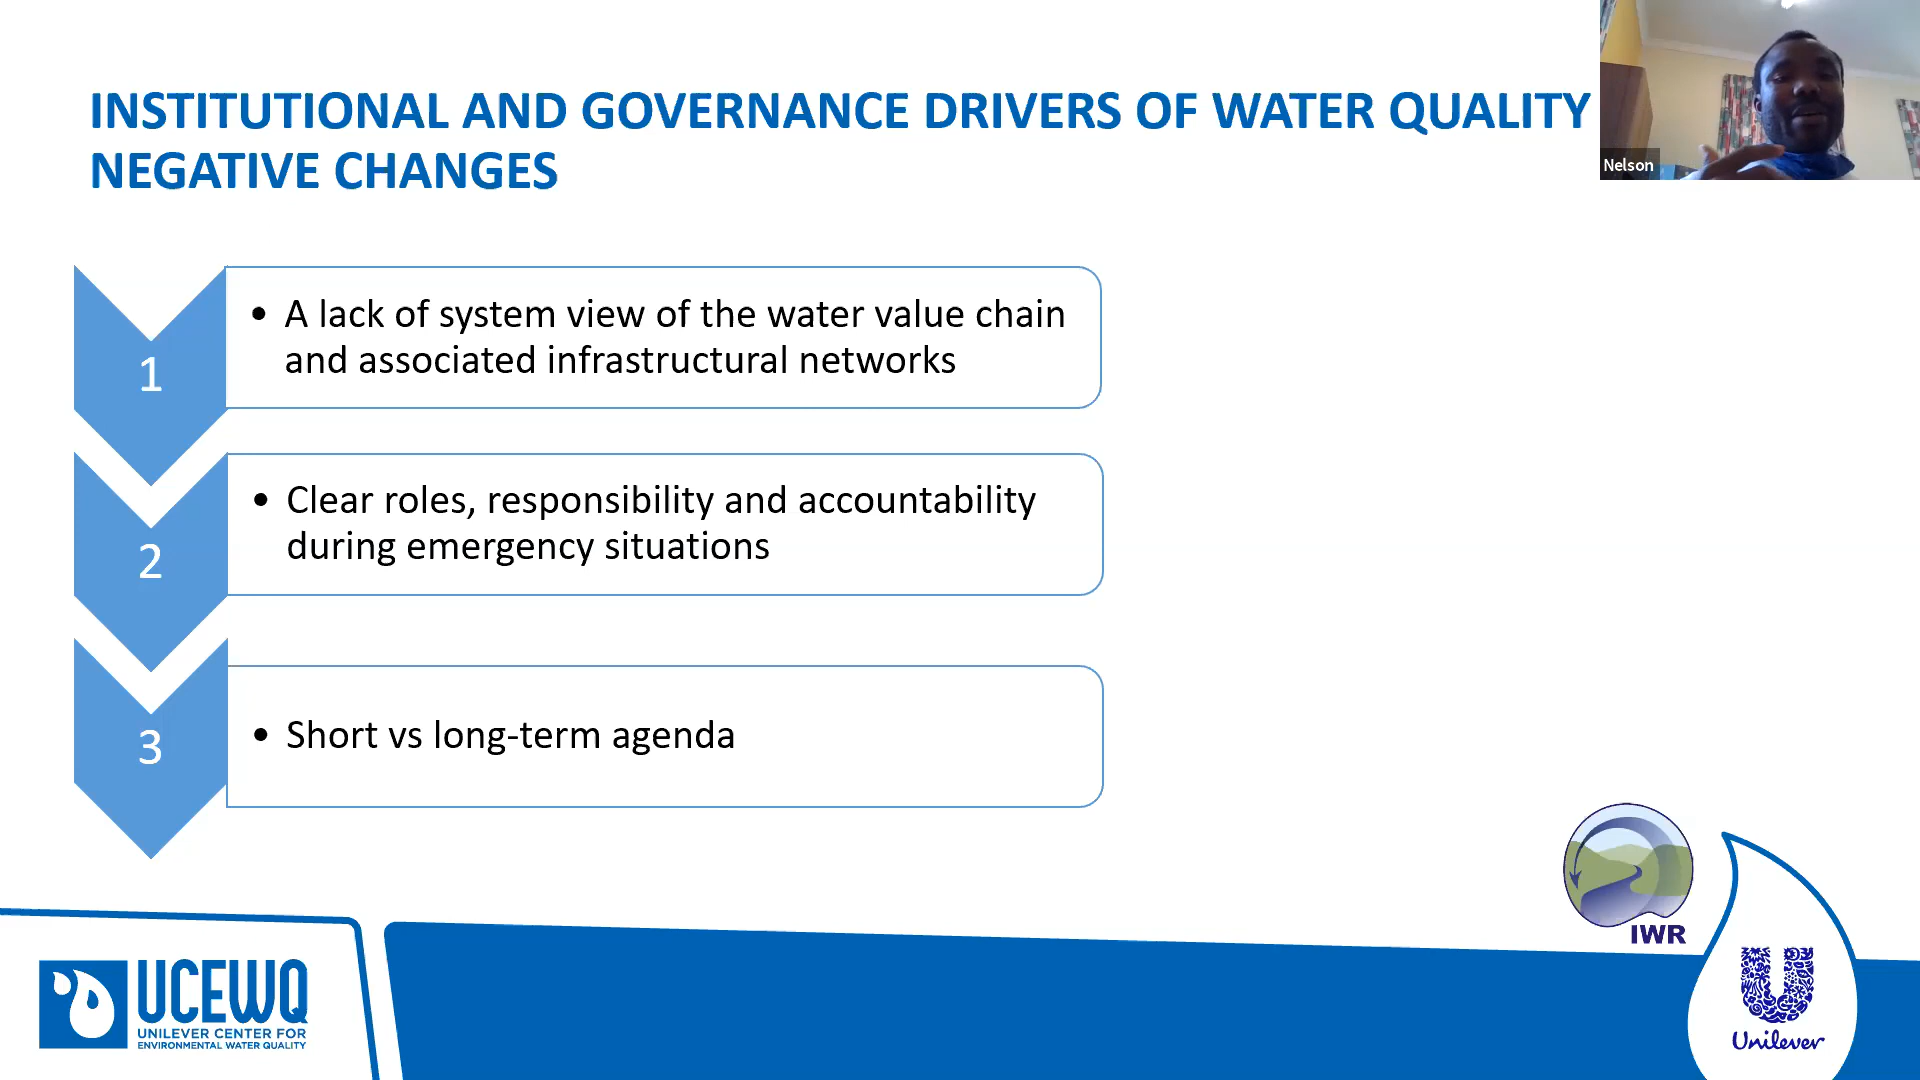 INSTITUTIONAL AND GOVERNANCE DRIVERS OF WATER QUALITY
NEGATIVE CHANGES
Nelson
1
• A lack of system view of the water value chain
and associated infrastructural networks
2
• Clear roles, responsibility and accountability
during emergency situations
3
• Short vs long-term agenda
IWR
UCEWQ
UNILEVER CENTER FOR
ENVIRONMENTAL WATER QUALITY
Unilever